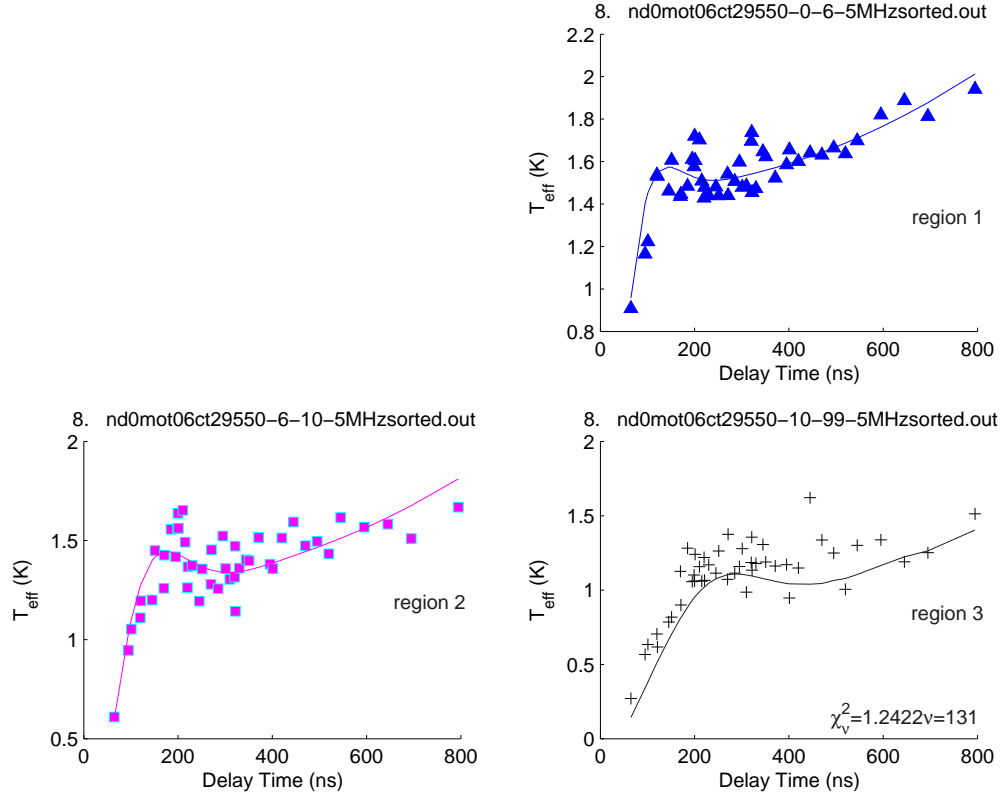 8. nd0mot06ct29550−0−6−5MHzsorted.out
2.2
2
1.8
1.6
1.4
1.2
1
0.8
T_eff (K)
region 1
0 200 400 600 800
Delay Time (ns)
8. nd0mot06ct29550−6−10−5MHzsorted.out
2
1.5
1
0.5
T_eff (K)
region 2
0 200 400 600 800
Delay Time (ns)
8. nd0mot06ct29550−10−99−5MHzsorted.out
2
1.5
1
0.5
0
T_eff (K)
region 3
χ_ν^2=1.2422ν=131
0 200 400 600 800
Delay Time (ns)